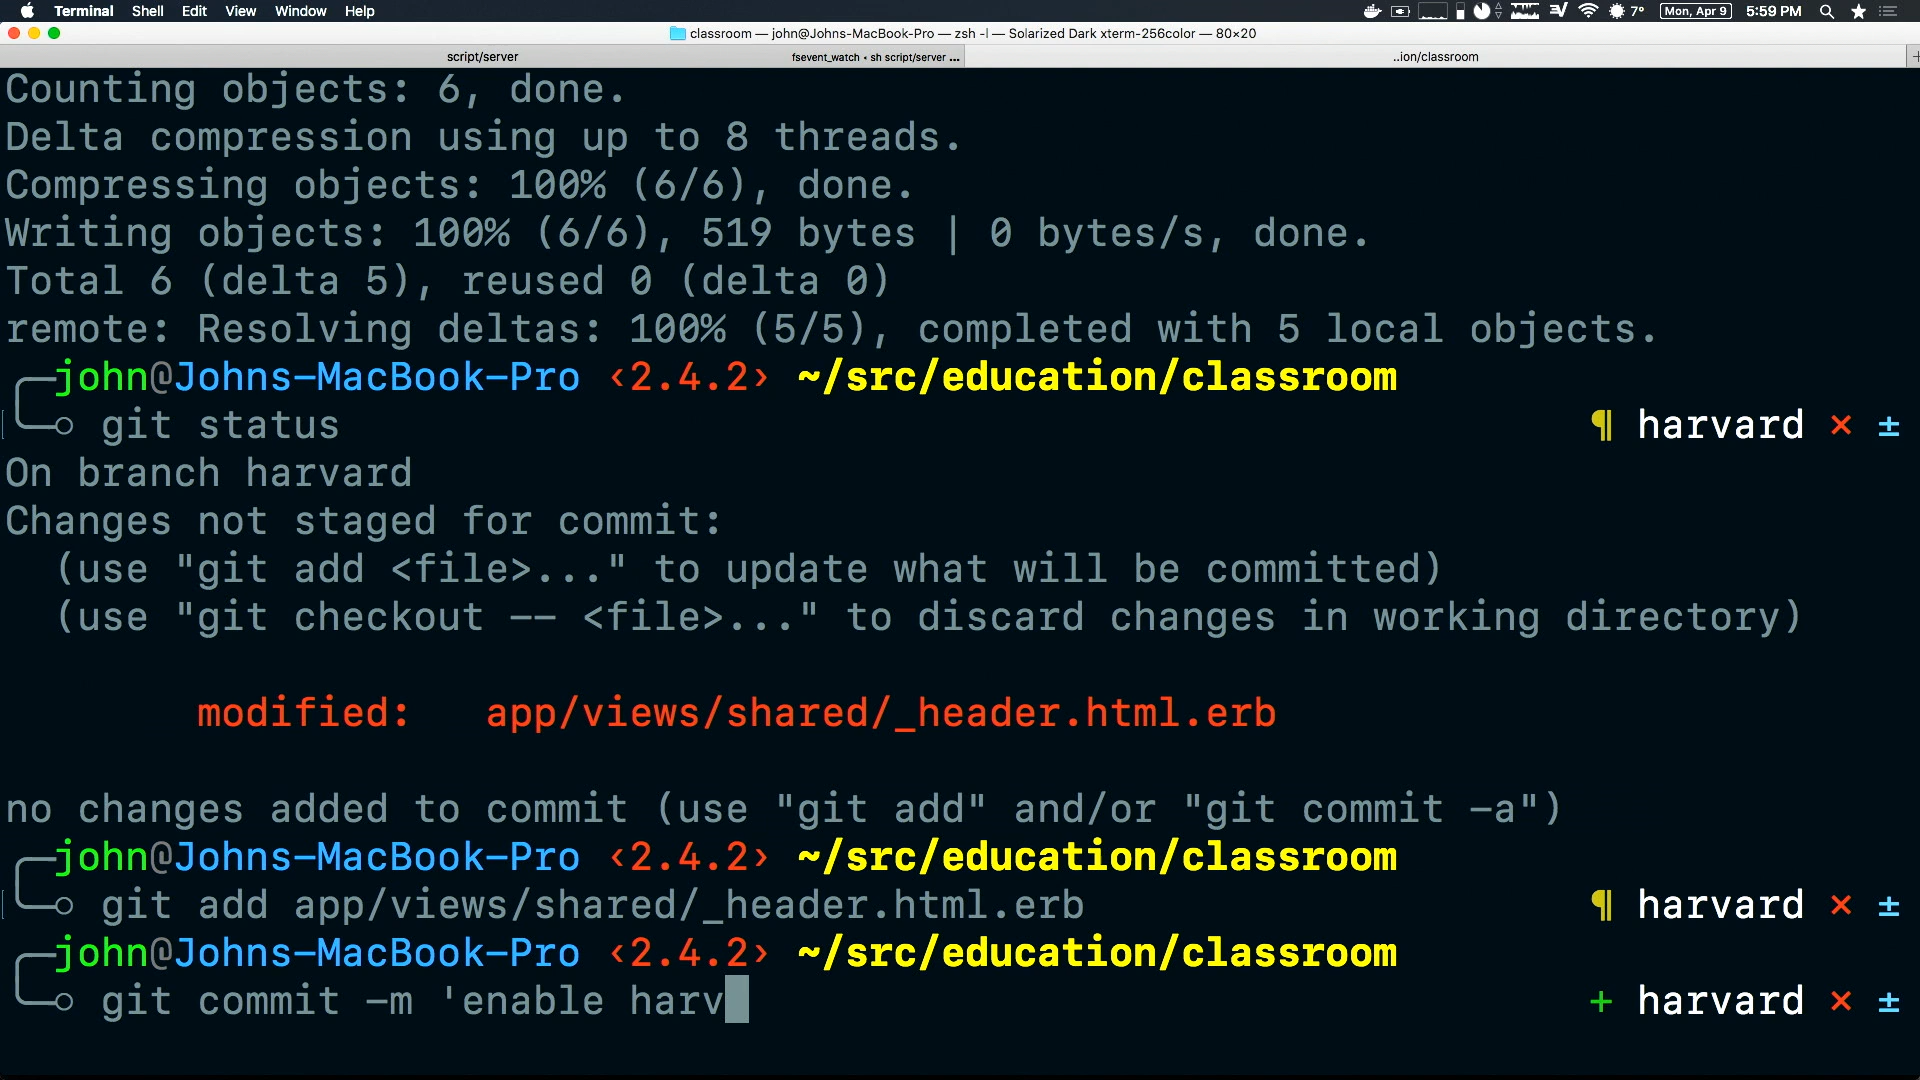 Terminal Shell Edit View Window Help 7° Mon, Apr 9 5:59 PM
classroom — john@Johns-MacBook-Pro — zsh -l — Solarized Dark xterm-256color — 80×20
script/server fsevent_watch ◂ sh script/server ... ..ion/classroom +
Counting objects: 6, done.
Delta compression using up to 8 threads.
Compressing objects: 100% (6/6), done.
Writing objects: 100% (6/6), 519 bytes | 0 bytes/s, done.
Total 6 (delta 5), reused 0 (delta 0)
remote: Resolving deltas: 100% (5/5), completed with 5 local objects.
╭─john@Johns-MacBook-Pro ‹2.4.2› ~/src/education/classroom
╰─○ git status ¶ harvard ✗ ±
On branch harvard
Changes not staged for commit:
(use "git add <file>..." to update what will be committed)
(use "git checkout -- <file>..." to discard changes in working directory)
modified: app/views/shared/_header.html.erb
no changes added to commit (use "git add" and/or "git commit -a")
╭─john@Johns-MacBook-Pro ‹2.4.2› ~/src/education/classroom
╰─○ git add app/views/shared/_header.html.erb ¶ harvard ✗ ±
╭─john@Johns-MacBook-Pro ‹2.4.2› ~/src/education/classroom
╰─○ git commit -m 'enable harv + harvard ✗ ±